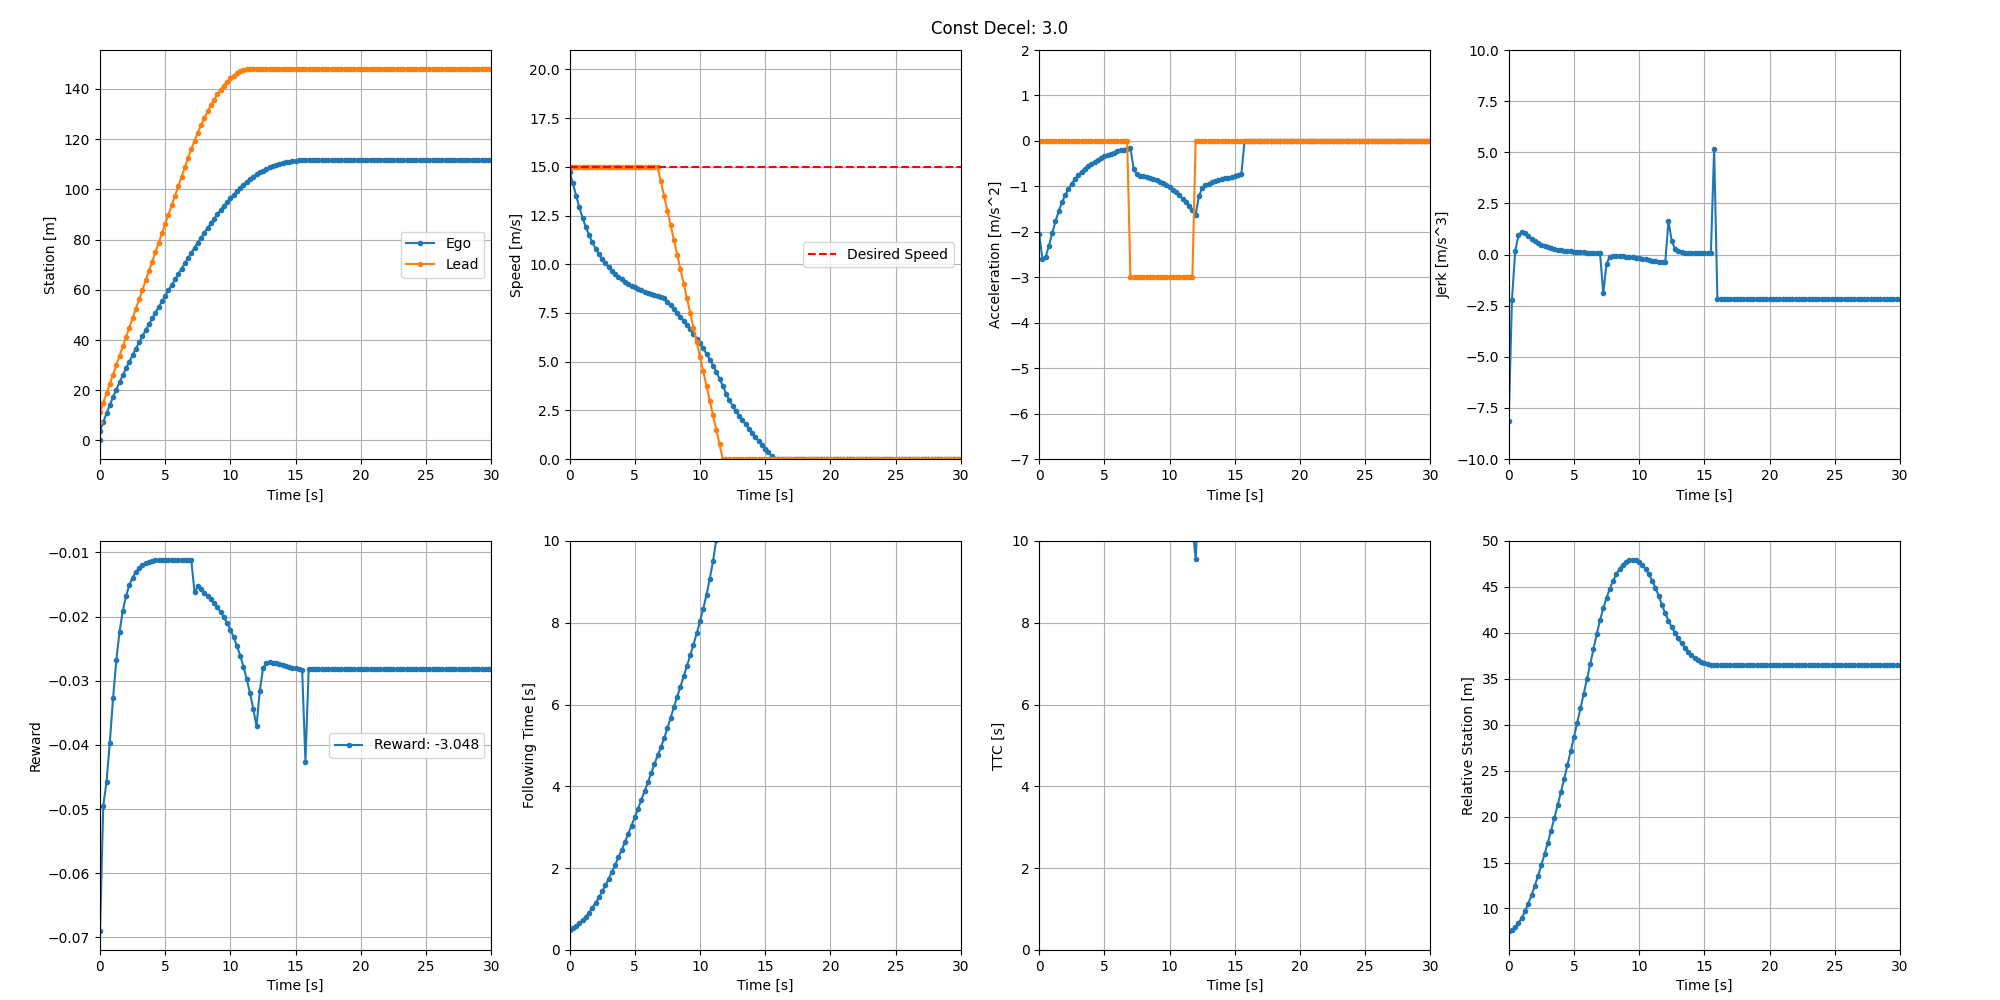 Const Decel: 3.0
Station [m]
140
120
100
80
60
40
20
0
Ego
Lead
0 5 10 15 20 25 30
Time [s]
Speed [m/s]
20.0
17.5
15.0
12.5
10.0
7.5
5.0
2.5
0.0
Desired Speed
0 5 10 15 20 25 30
Time [s]
Acceleration [m/s^2]
2
1
0
−1
−2
−3
−4
−5
−6
−7
0 5 10 15 20 25 30
Time [s]
Jerk [m/s^3]
10.0
7.5
5.0
2.5
0.0
−2.5
−5.0
−7.5
−10.0
0 5 10 15 20 25 30
Time [s]
Reward
−0.01
−0.02
−0.03
−0.04
−0.05
−0.06
−0.07
Reward: -3.048
0 5 10 15 20 25 30
Time [s]
Following Time [s]
10
8
6
4
2
0
0 5 10 15 20 25 30
Time [s]
TTC [s]
10
8
6
4
2
0
0 5 10 15 20 25 30
Time [s]
Relative Station [m]
50
45
40
35
30
25
20
15
10
0 5 10 15 20 25 30
Time [s]